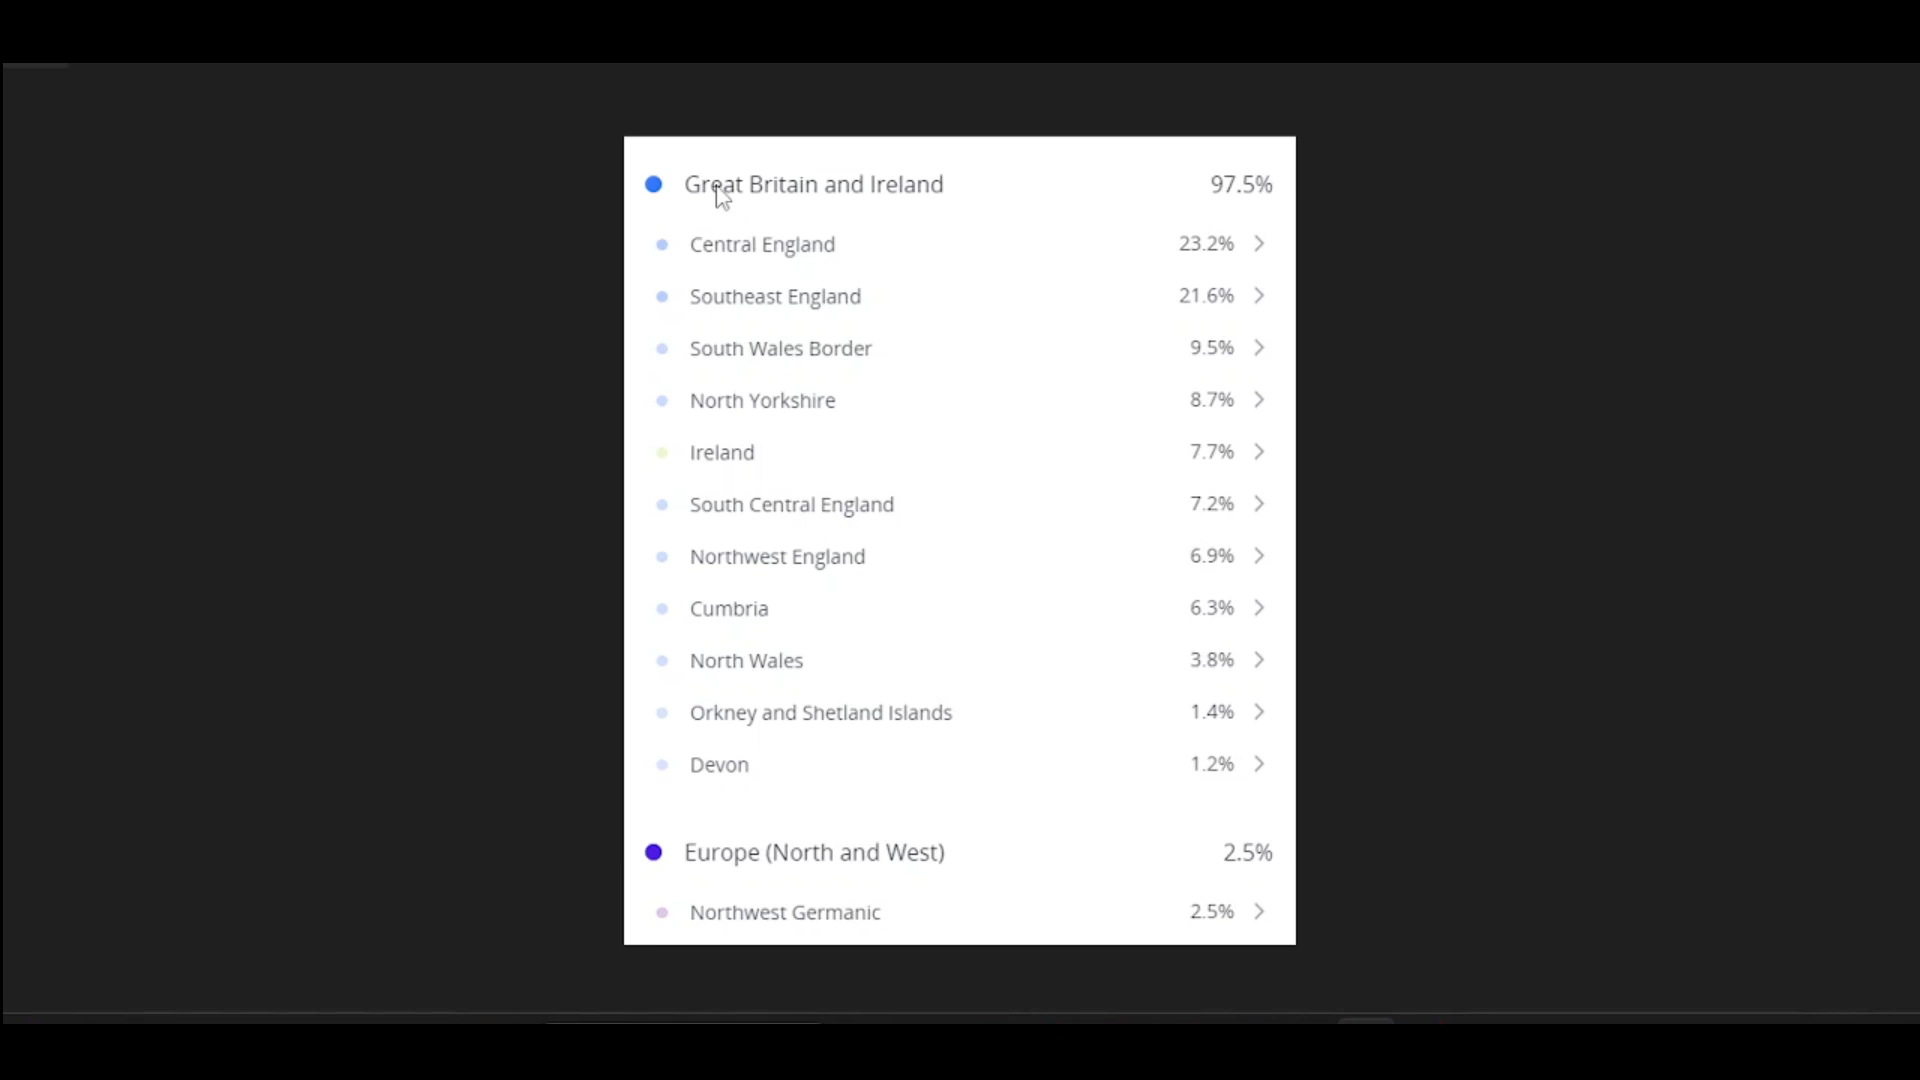 Great Britain and Ireland 97.5%
Central England 23.2%
Southeast England 21.6%
South Wales Border 9.5%
North Yorkshire 8.7%
Ireland 7.7%
South Central England 7.2%
Northwest England 6.9%
Cumbria 6.3%
North Wales 3.8%
Orkney and Shetland Islands 1.4%
Devon 1.2%
Europe (North and West) 2.5%
Northwest Germanic 2.5%